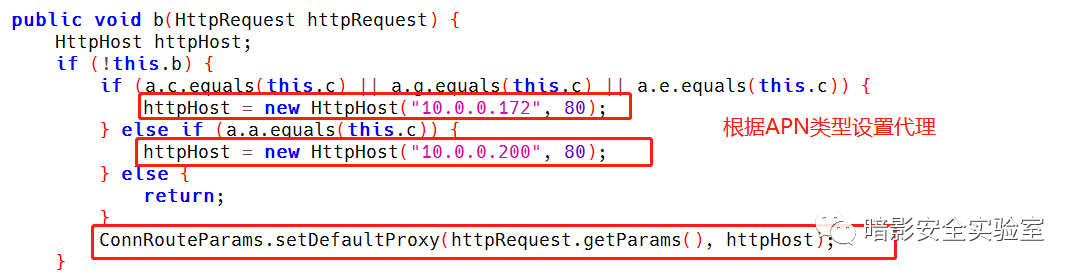 public void b(HttpRequest httpRequest) {
HttpHost httpHost;
if (!this.b) {
if (a.c.equals(this.c) || a.g.equals(this.c) || a.e.equals(this.c)) {
httpHost = new HttpHost("10.0.0.172", 80);
} else if (a.a.equals(this.c)) {
httpHost = new HttpHost("10.0.0.200", 80);
} else {
return;
}
ConnRouteParams.setDefaultProxy(httpRequest.getParams(), httpHost);
}
根据APN类型设置代理
暗影安全实验室